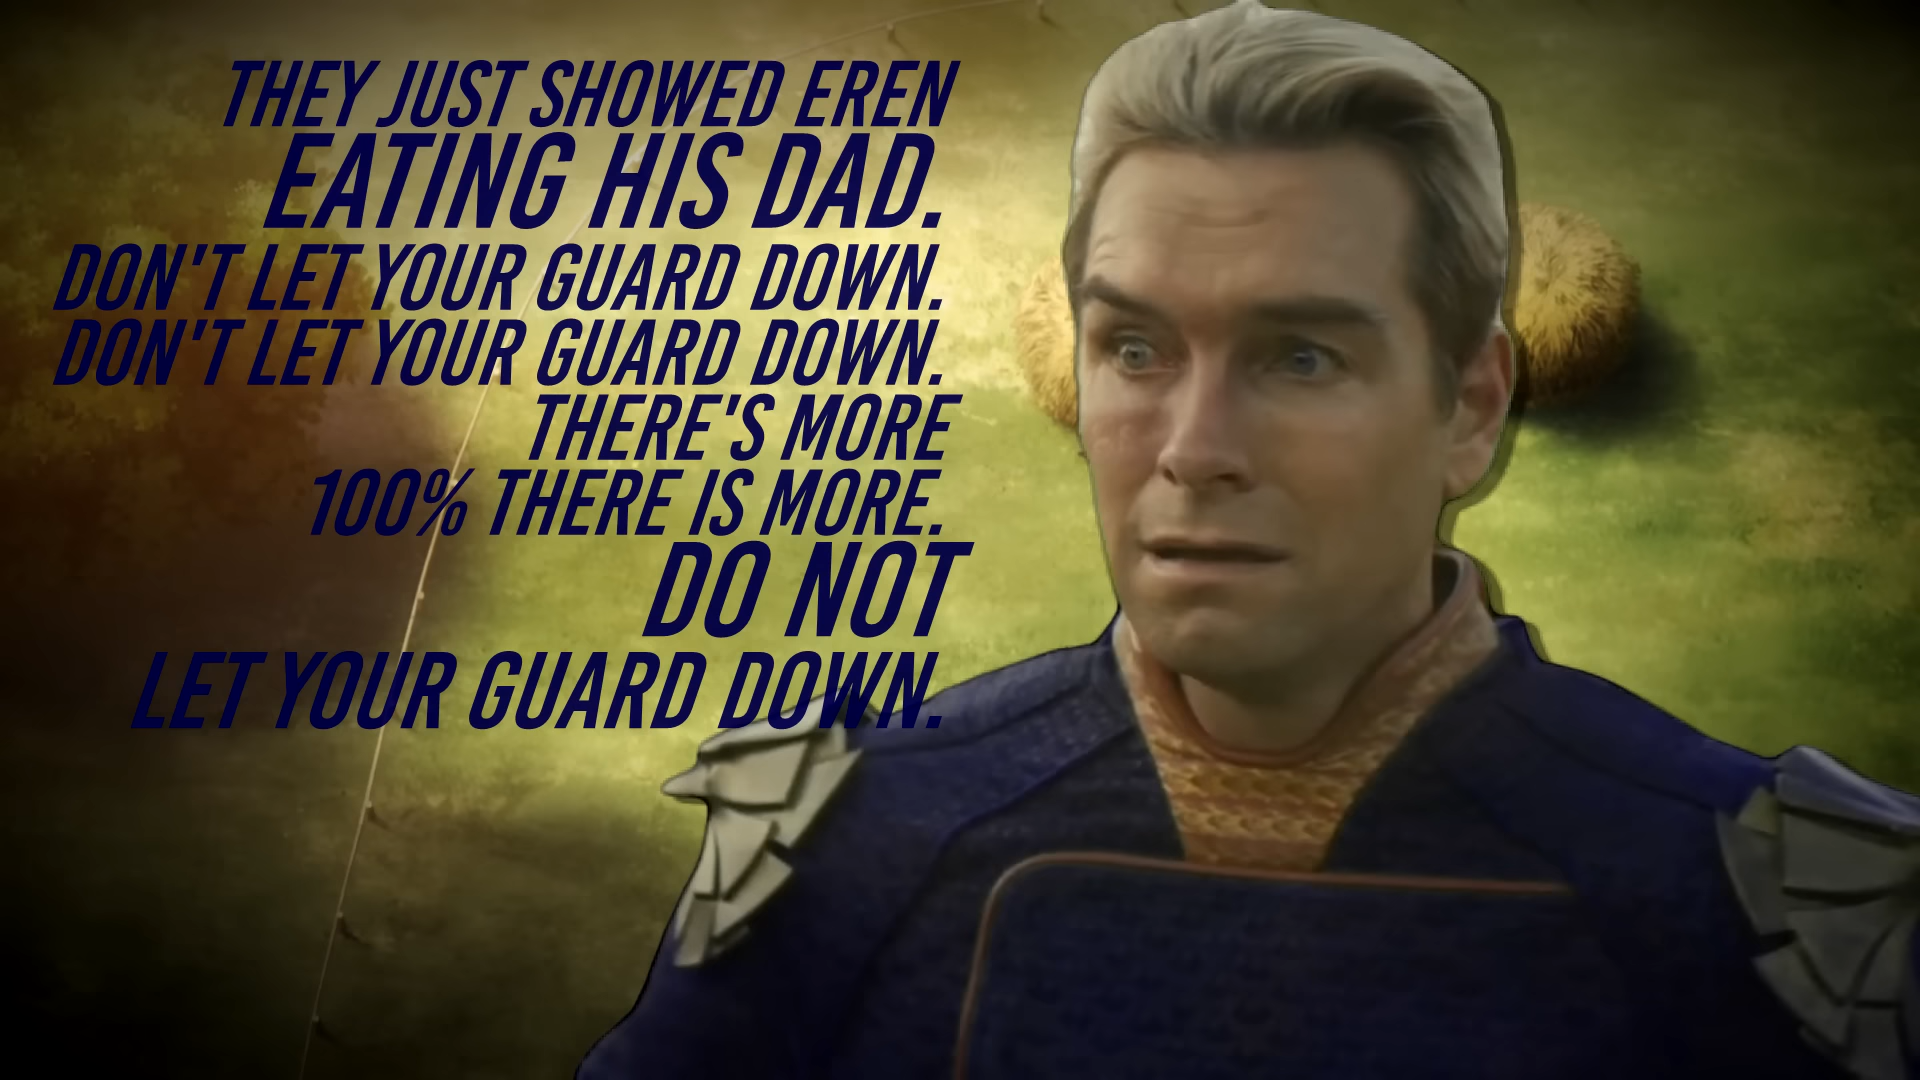 THEY JUST SHOWED EREN
EATING HIS DAD.
DON'T LET YOUR GUARD DOWN.
DON'T LET YOUR GUARD DOWN.
THERE'S MORE
100% THERE IS MORE.
DO NOT
LET YOUR GUARD DOWN.